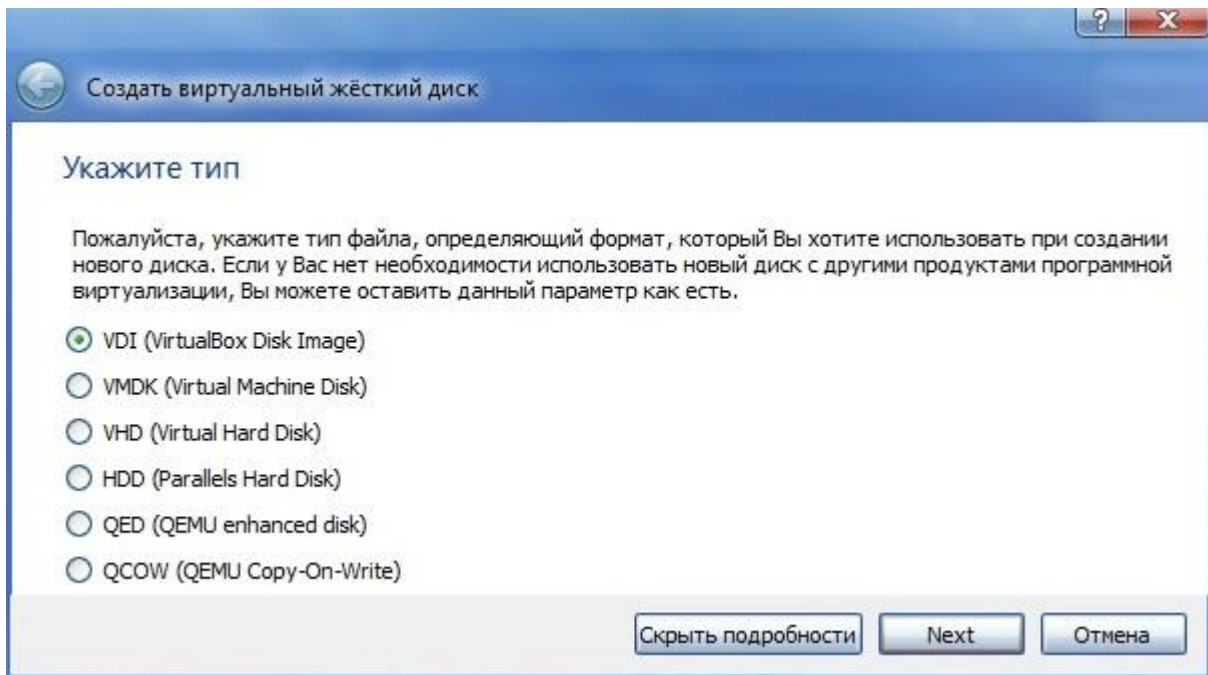 ?
Создать виртуальный жёсткий диск
Укажите тип
Пожалуйста, укажите тип файла, определяющий формат, который Вы хотите использовать при создании
нового диска. Если у Вас нет необходимости использовать новый диск с другими продуктами программной
виртуализации, Вы можете оставить данный параметр как есть.
VDI (VirtualBox Disk Image)
VMDK (Virtual Machine Disk)
VHD (Virtual Hard Disk)
HDD (Parallels Hard Disk)
QED (QEMU enhanced disk)
QCOW (QEMU Copy-On-Write)
Скрыть подробности Next Отмена